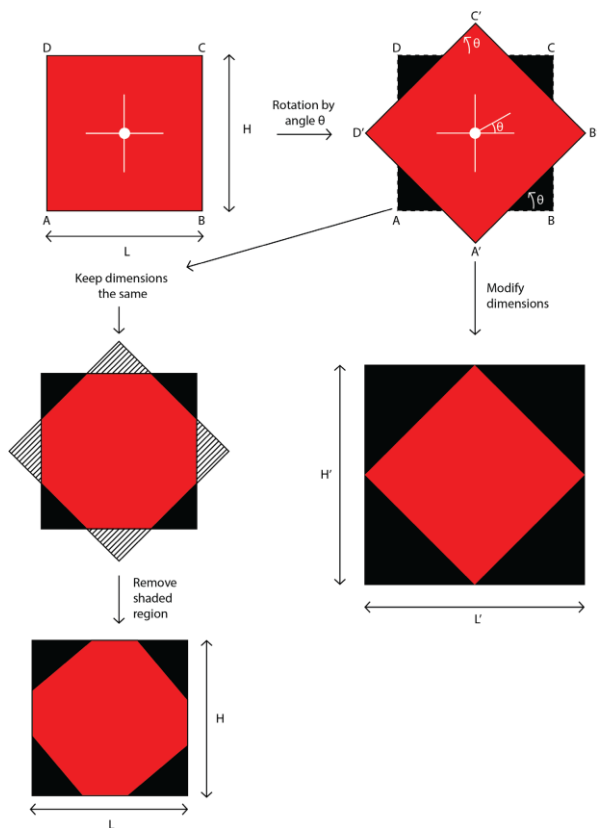 C'
D
C
θ
D
C
H
Rotation by
angle θ
D'
θ
B
θ
A
B
A
B
L
A'
Keep dimensions
the same
Modify
dimensions
H'
Remove
shaded
region
L'
H
L